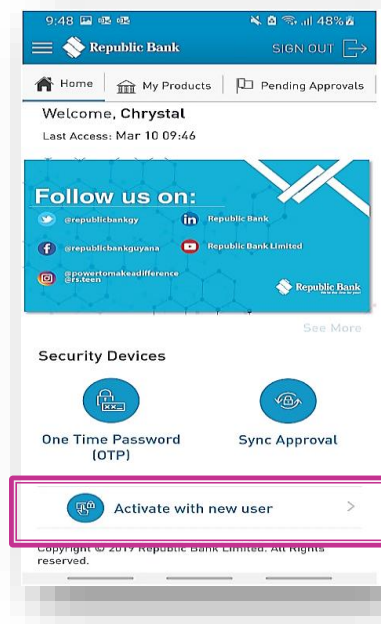 9:48 48%
Republic Bank SIGN OUT
Home My Products Pending Approvals
Welcome, Chrystal
Last Access: Mar 10 09:46
Follow us on:
@republicbankgy Republic Bank
@republicbankguyana Republic Bank Limited
@powertomakeadifference
@rs.teen
Republic Bank
See More
Security Devices
One Time Password
(OTP)
Sync Approval
Activate with new user
Copyright © 2019 Republic Bank Limited. All Rights
reserved.